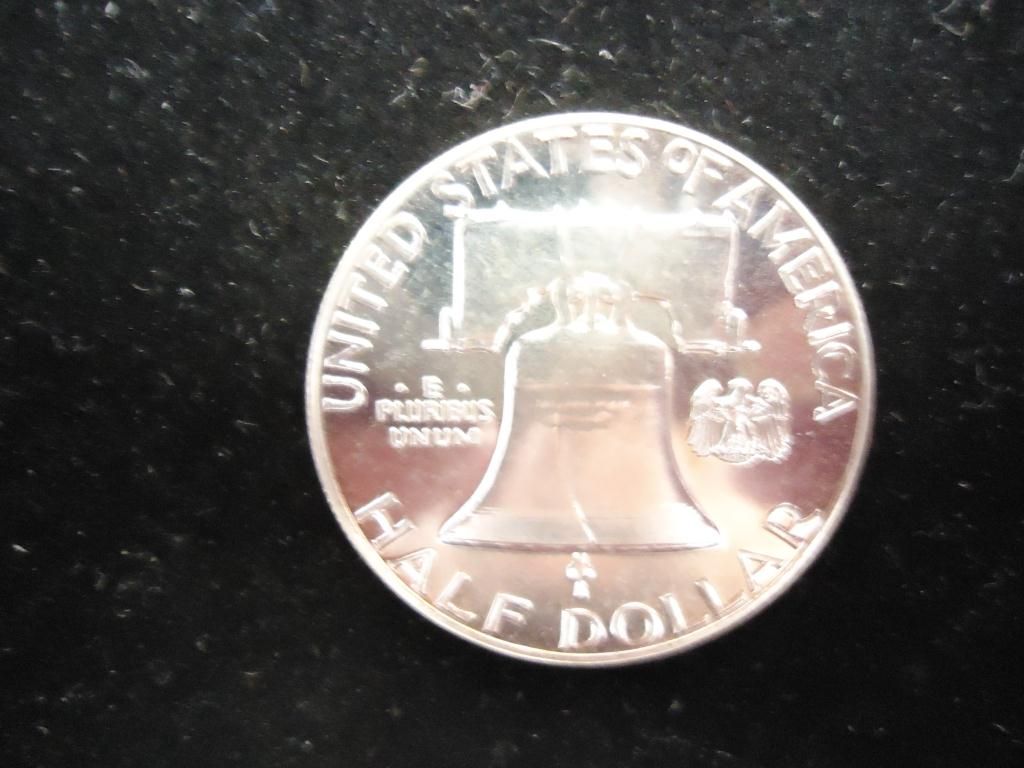 UNITED STATES OF AMERICA
· E ·
PLURIBUS
UNUM
HALF DOLLAR